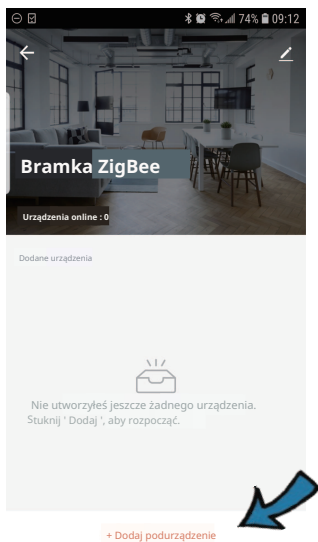 74% 09:12
Bramka ZigBee
Urządzenia online : 0
Dodane urządzenia
Nie utworzyłeś jeszcze żadnego urządzenia.
Stuknij ' Dodaj ', aby rozpocząć.
+ Dodaj podurządzenie